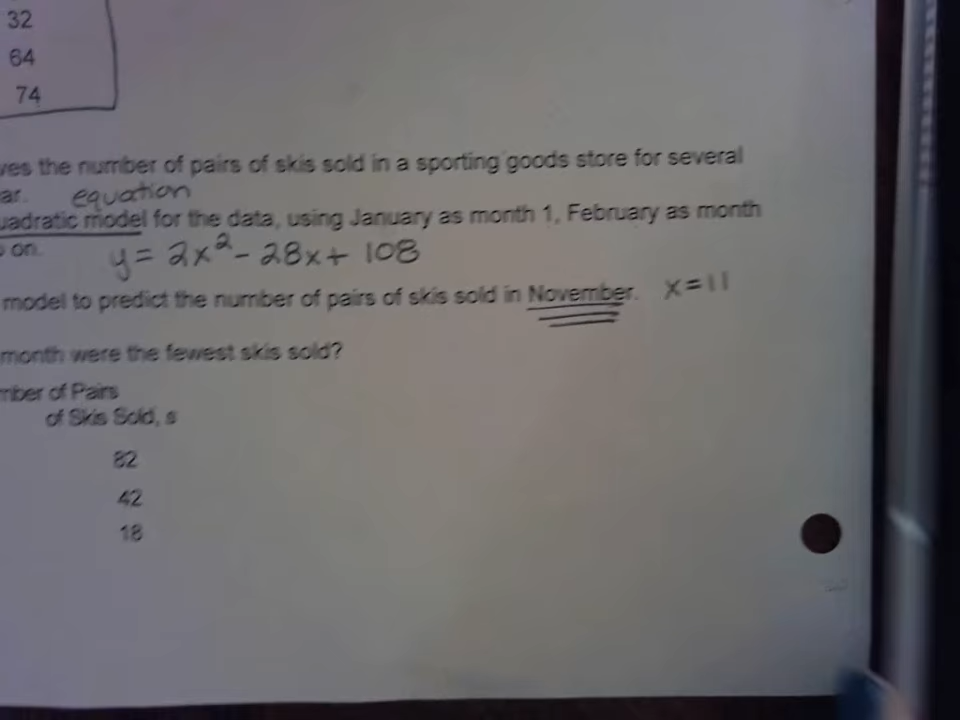 32
64
74
ves the number of pairs of skis sold in a sporting goods store for several
ar. equation
uadratic model for the data, using January as month 1, February as month
on. y = 2x² - 28x + 108
model to predict the number of pairs of skis sold in November. x = 11
month were the fewest skis sold?
mber of Pairs
of Skis Sold, s
82
42
18